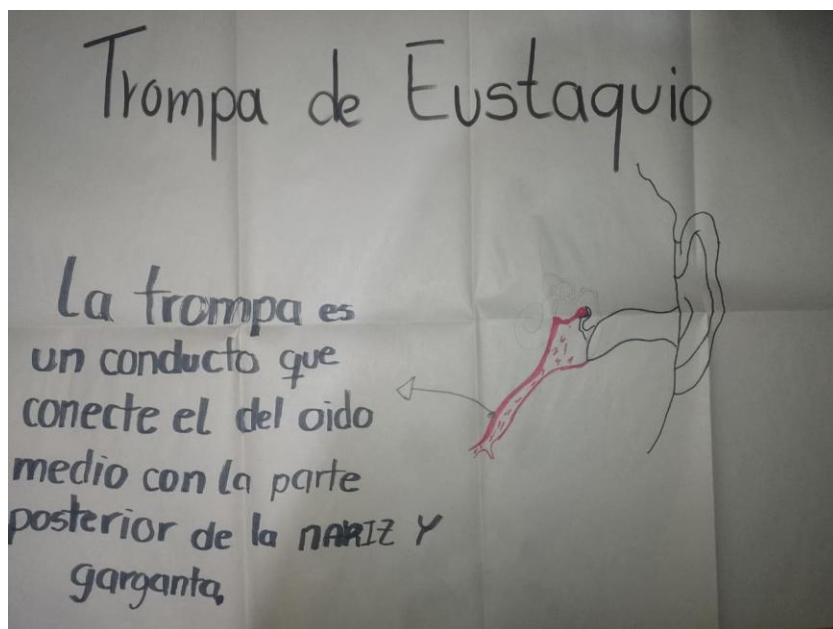 Trompa de Eustaquio
La trompa es
un conducto que
conecte el del oido
medio con la parte
posterior de la NARIZ Y
garganta.